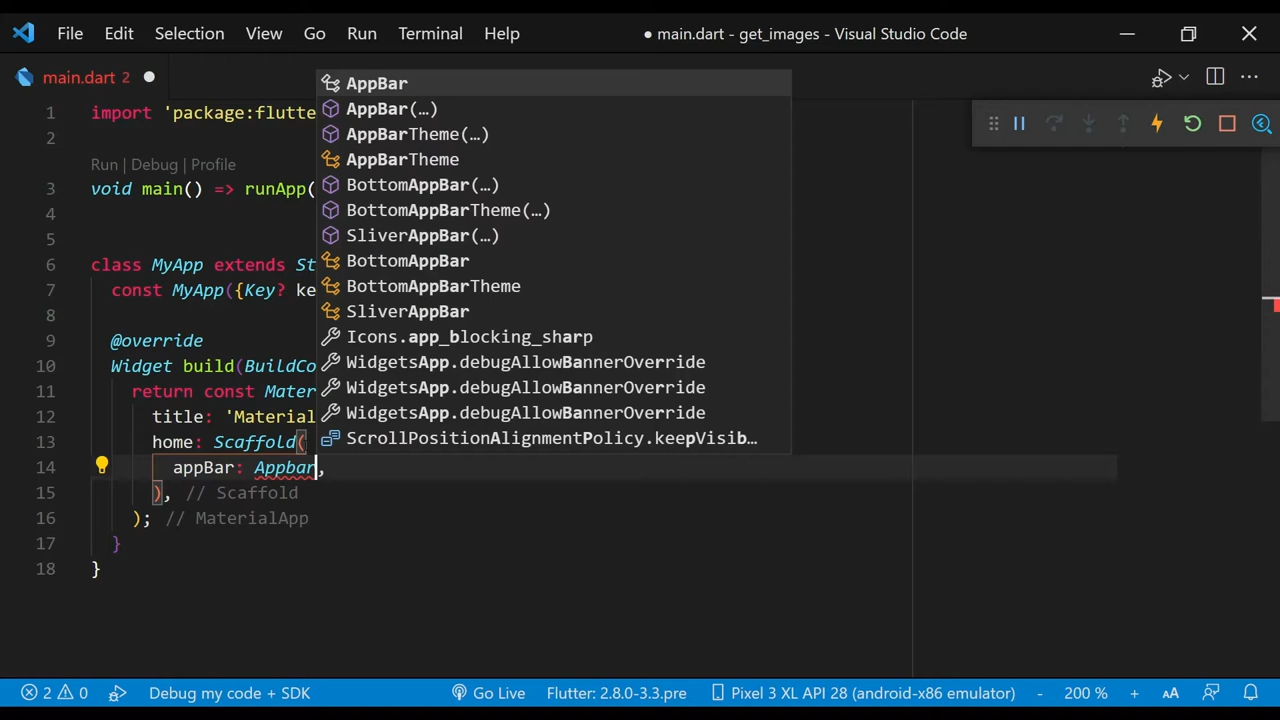 File Edit Selection View Go Run Terminal Help ● main.dart - get_images - Visual Studio Code
main.dart 2
1 import 'package:flutte
2
Run | Debug | Profile
3 void main() => runApp(
4
5
6 class MyApp extends St
7 const MyApp({Key? ke
8
9 @override
10 Widget build(BuildCo
11 return const Mater
12 title: 'Material
13 home: Scaffold(
14 appBar: Appbar,
15 ), // Scaffold
16 ); // MaterialApp
17 }
18 }
AppBar
AppBar(…)
AppBarTheme(…)
AppBarTheme
BottomAppBar(…)
BottomAppBarTheme(…)
SliverAppBar(…)
BottomAppBar
BottomAppBarTheme
SliverAppBar
Icons.app_blocking_sharp
WidgetsApp.debugAllowBannerOverride
WidgetsApp.debugAllowBannerOverride
WidgetsApp.debugAllowBannerOverride
ScrollPositionAlignmentPolicy.keepVisib…
2 0 Debug my code + SDK Go Live Flutter: 2.8.0-3.3.pre Pixel 3 XL API 28 (android-x86 emulator) - 200 % + AA